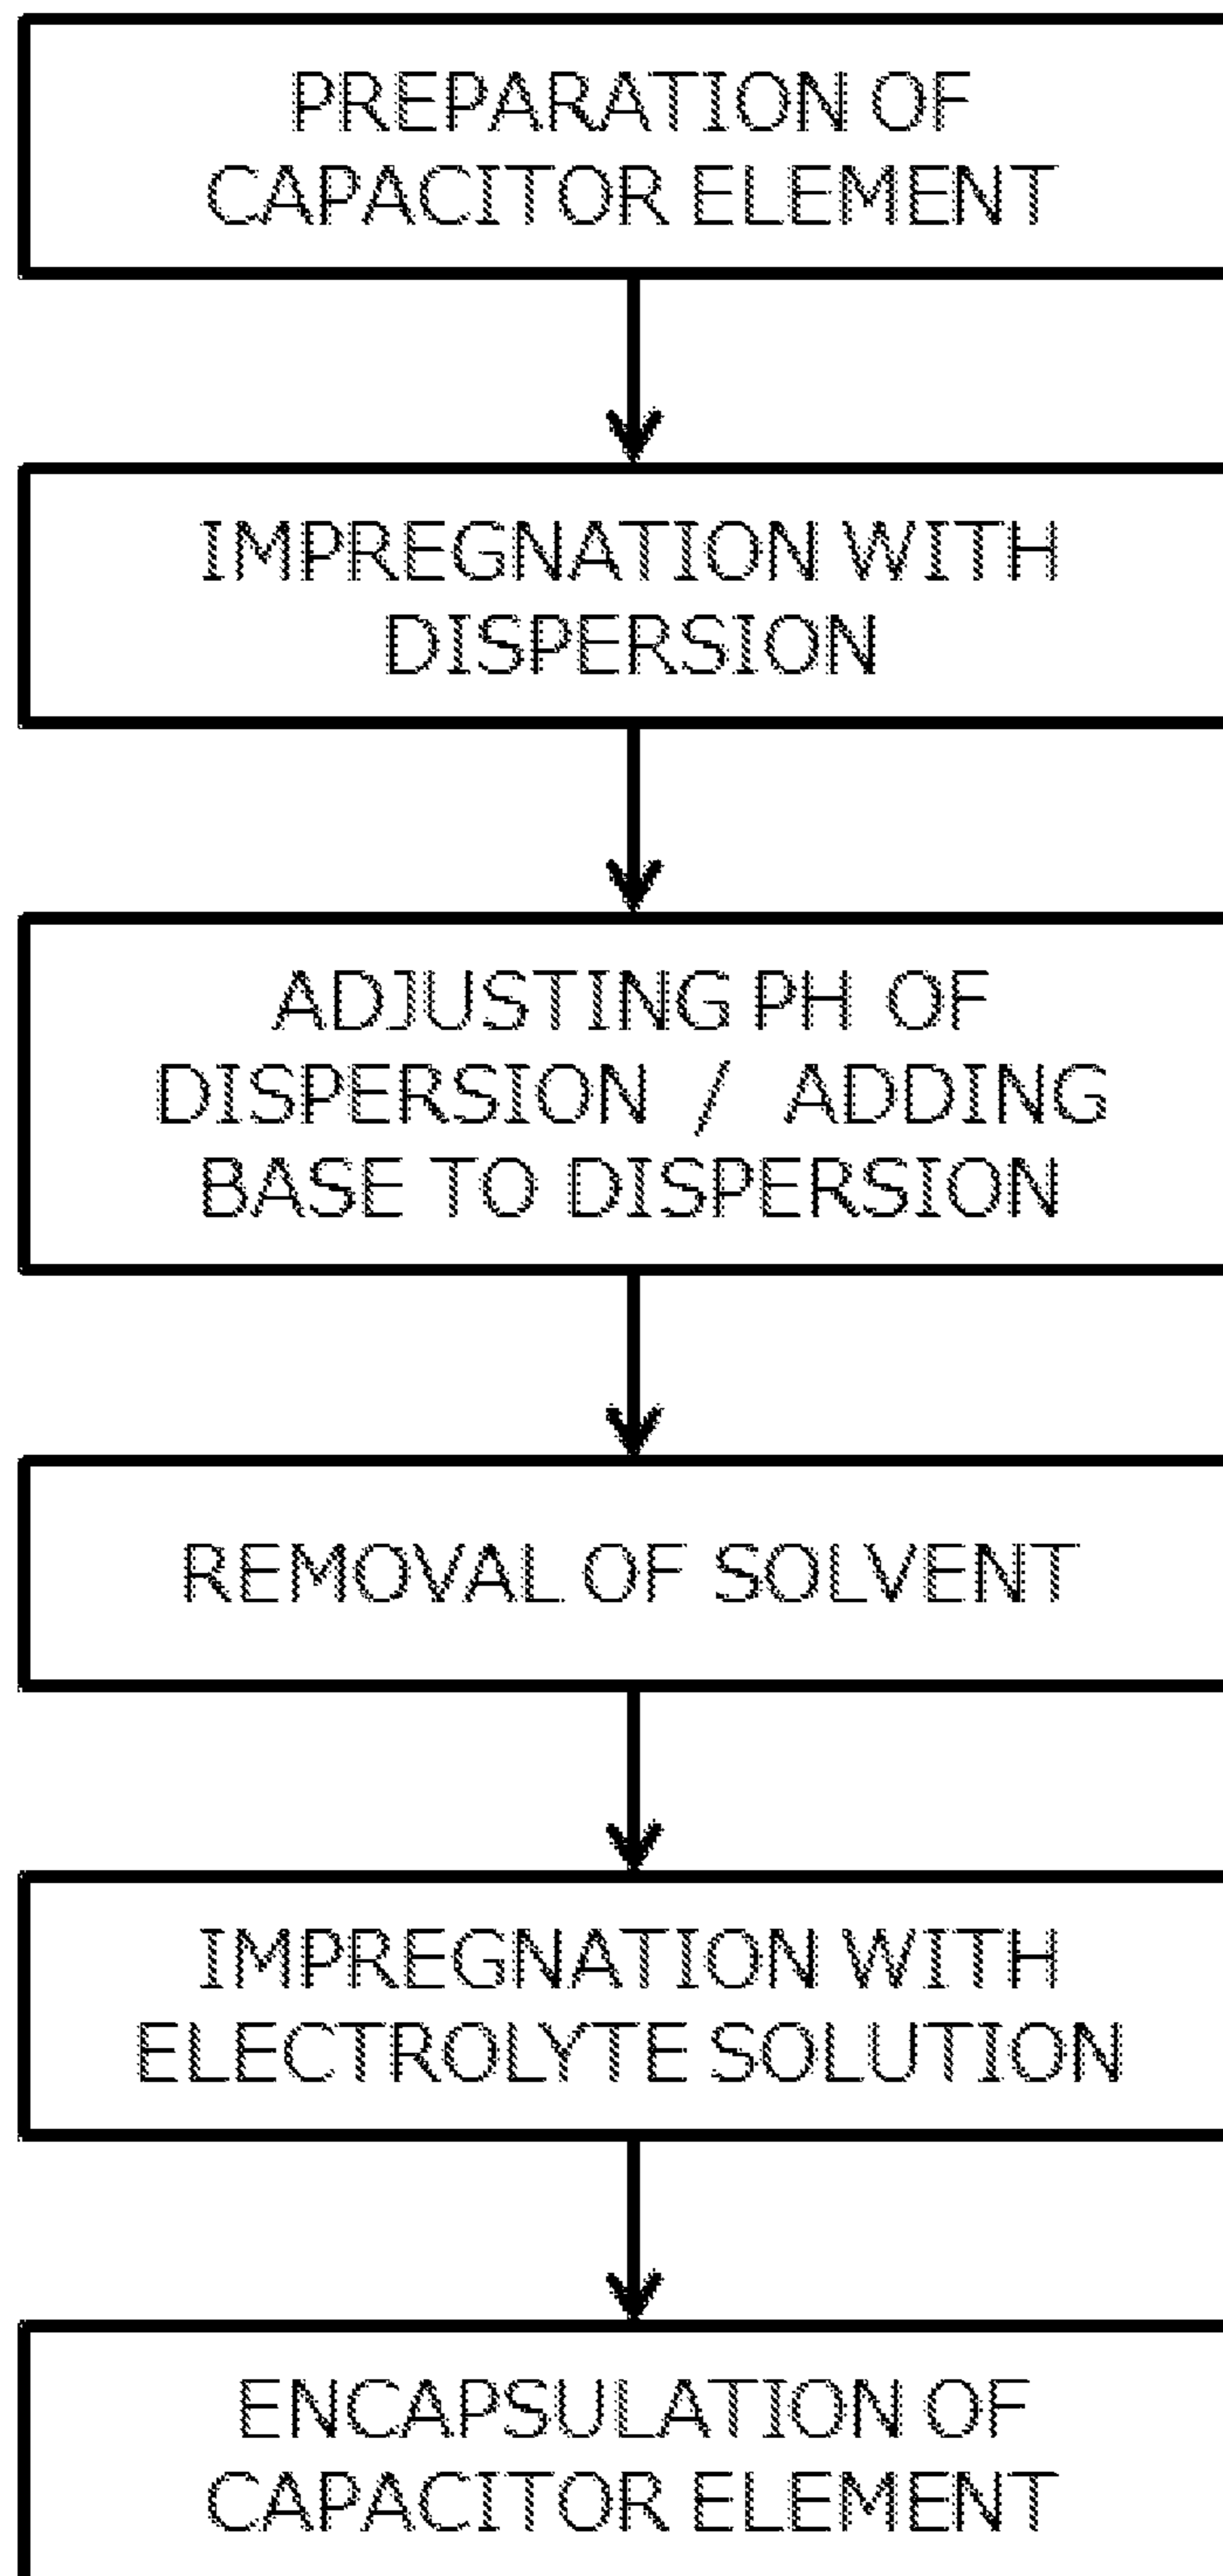 PREPARATION OF
CAPACITOR ELEMENT
IMPREGNATION WITH
DISPERSION
ADJUSTING PH OF
DISPERSION / ADDING
BASE TO DISPERSION
REMOVAL OF SOLVENT
IMPREGNATION WITH
ELECTROLYTE SOLUTION
ENCAPSULATION OF
CAPACITOR ELEMENT